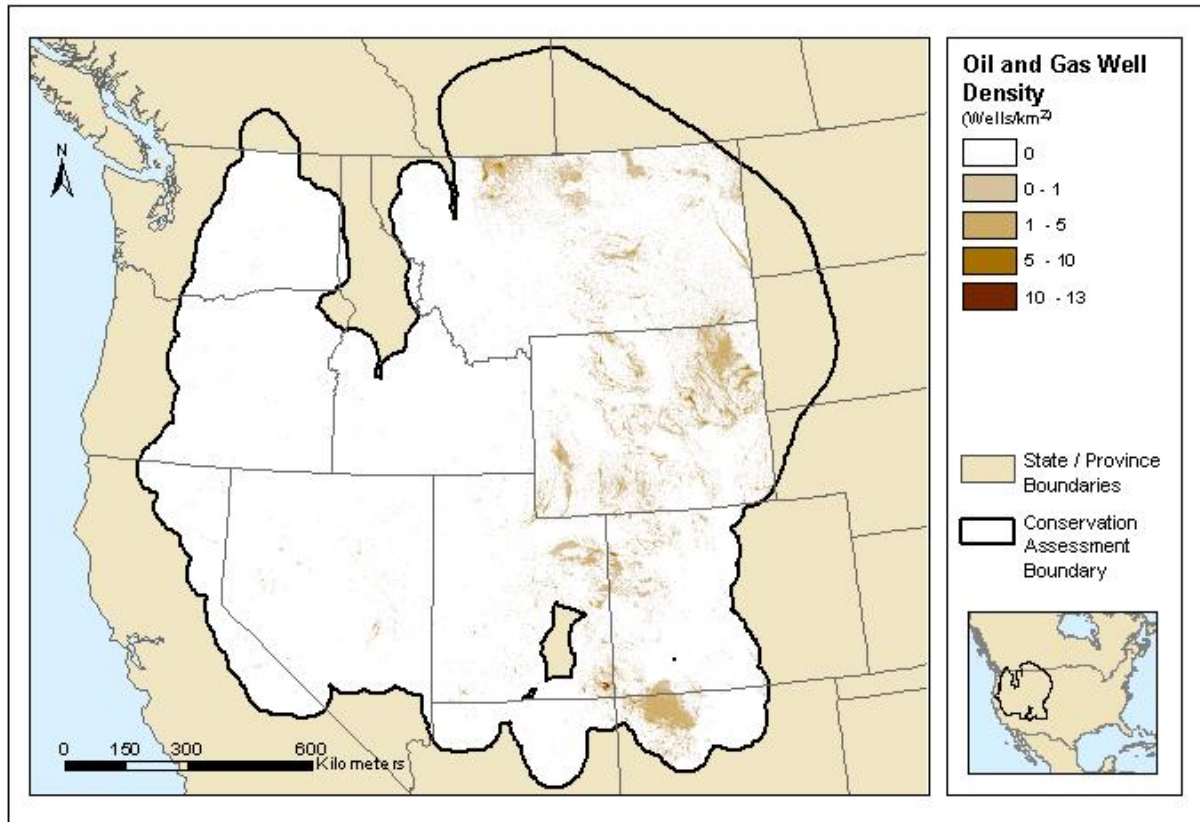 N
0 150 300 600
Kilometers
Oil and Gas Well
Density
(Wells/km²)
0
0 - 1
1 - 5
5 - 10
10 - 13
State / Province
Boundaries
Conservation
Assessment
Boundary